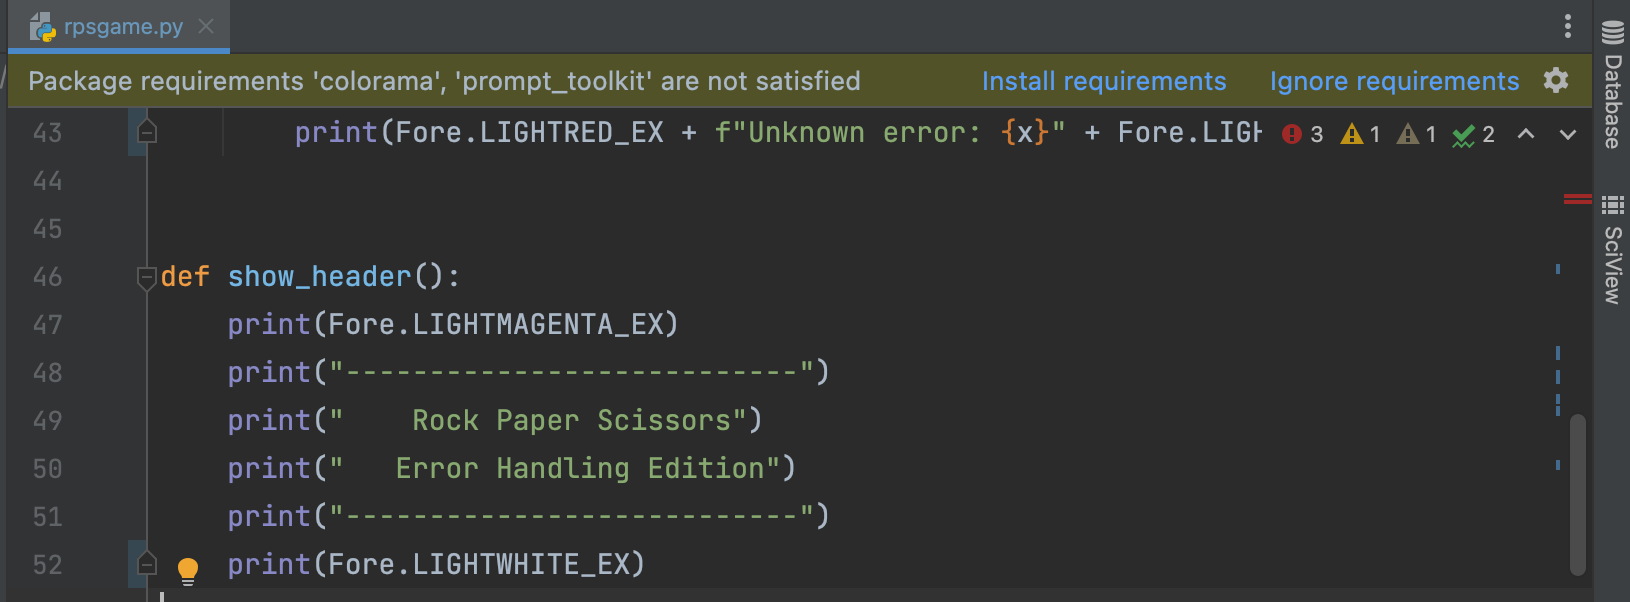 rpsgame.py
Package requirements 'colorama', 'prompt_toolkit' are not satisfied Install requirements Ignore requirements
43 print(Fore.LIGHTRED_EX + f"Unknown error: {x}" + Fore.LIGH 3 1 1 2
44
45
46 def show_header():
47 print(Fore.LIGHTMAGENTA_EX)
48 print("---------------------------")
49 print("    Rock Paper Scissors")
50 print("   Error Handling Edition")
51 print("---------------------------")
52 print(Fore.LIGHTWHITE_EX)
Database
SciView